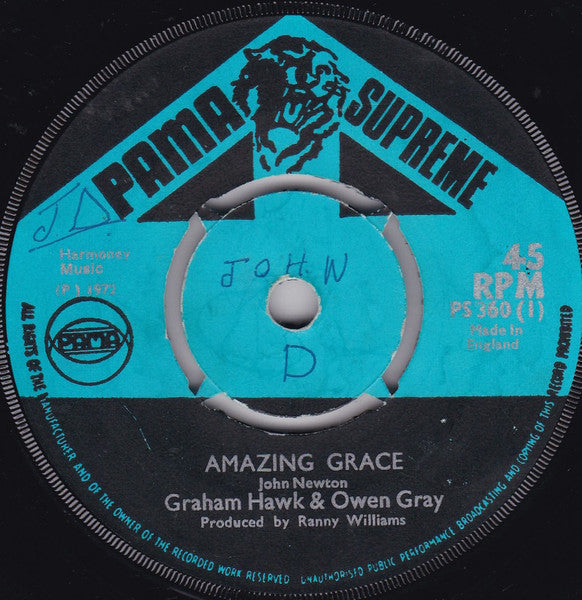 PAMA SUPREME
JD
Harmoney
Music
(P) 1972
PAMA
JOHN
D
45
RPM
PS 360 (1)
Made In
England
AMAZING GRACE
John Newton
Graham Hawk & Owen Gray
Produced by Ranny Williams
ALL RIGHTS OF THE MANUFACTURER AND OF THE OWNER OF THE RECORDED WORK RESERVED UNAUTHORISED PUBLIC PERFORMANCE BROADCASTING AND COPYING OF THIS RECORD PROHIBITED